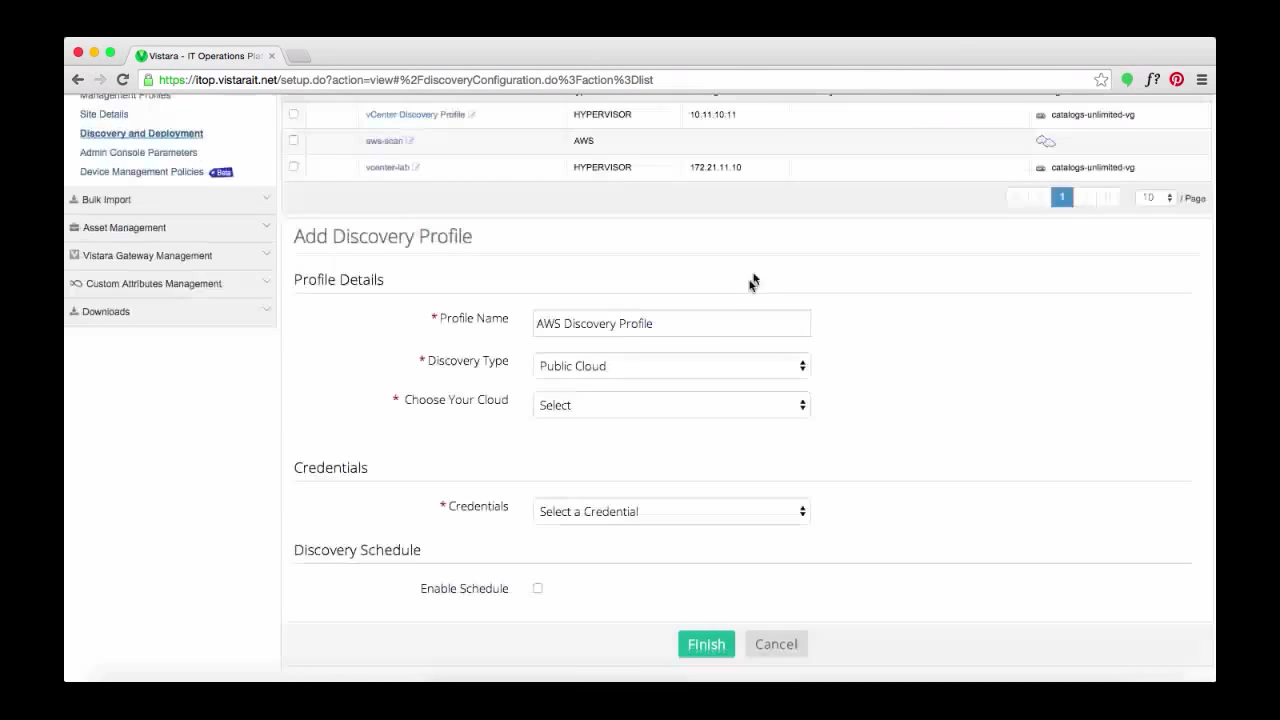 Vistara - IT Operations Pla
https://itop.vistarait.net/setup.do?action=view#%2FdiscoveryConfiguration.do%3Faction%3Dlist
f?
Management Profiles
Site Details
Discovery and Deployment
Admin Console Parameters
Device Management Policies Beta
Bulk Import
Asset Management
Vistara Gateway Management
Custom Attributes Management
Downloads
vCenter Discovery Profile HYPERVISOR 10.11.10.11 catalogs-unlimited-vg
aws-scan AWS
vcenter-lab HYPERVISOR 172.21.11.10 catalogs-unlimited-vg
1 10 / Page
Add Discovery Profile
Profile Details
* Profile Name AWS Discovery Profile
* Discovery Type Public Cloud
* Choose Your Cloud Select
Credentials
* Credentials Select a Credential
Discovery Schedule
Enable Schedule
Finish Cancel